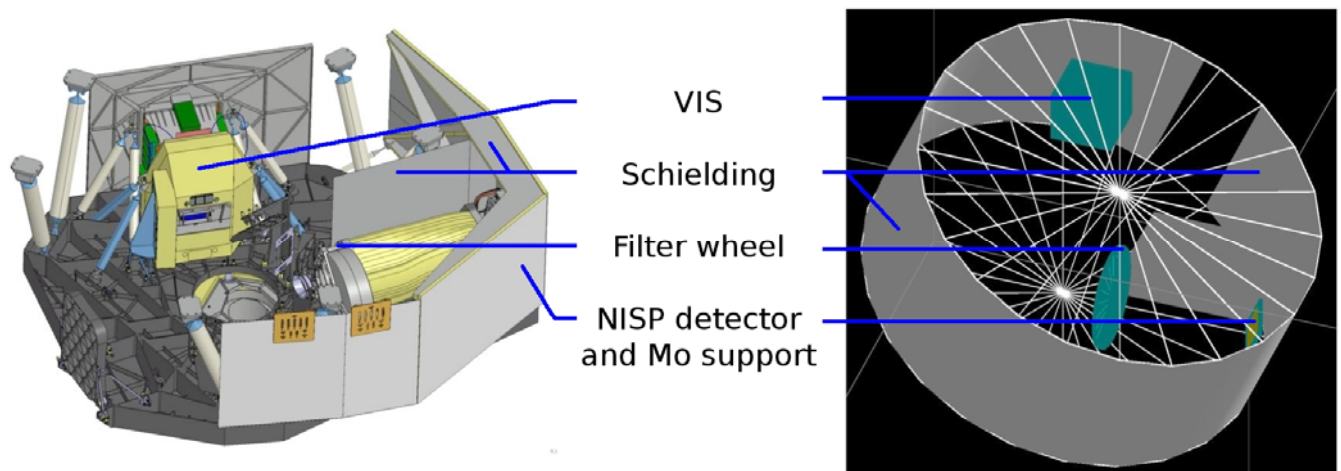 VIS
Schielding
Filter wheel
NISP detector
and Mo support